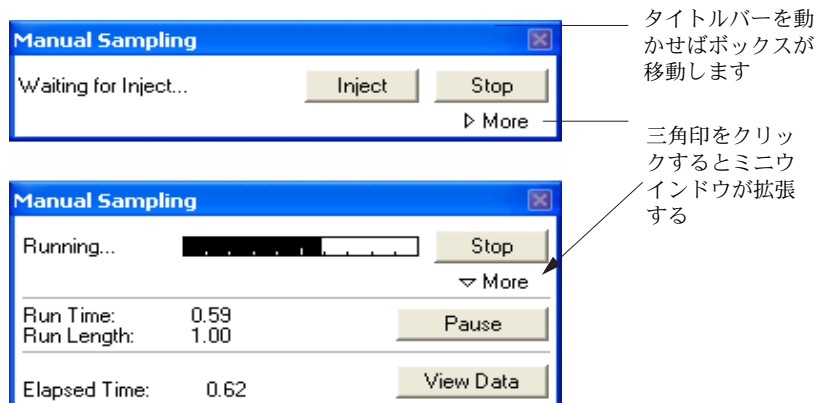 Manual Sampling
Waiting for Inject...
Inject
Stop
More
タイトルバーを動
かせばボックスが
移動します
三角印をクリッ
クするとミニウ
インドウが拡張
する
Manual Sampling
Running...
Stop
More
Run Time: 0.59
Run Length: 1.00
Pause
Elapsed Time: 0.62
View Data